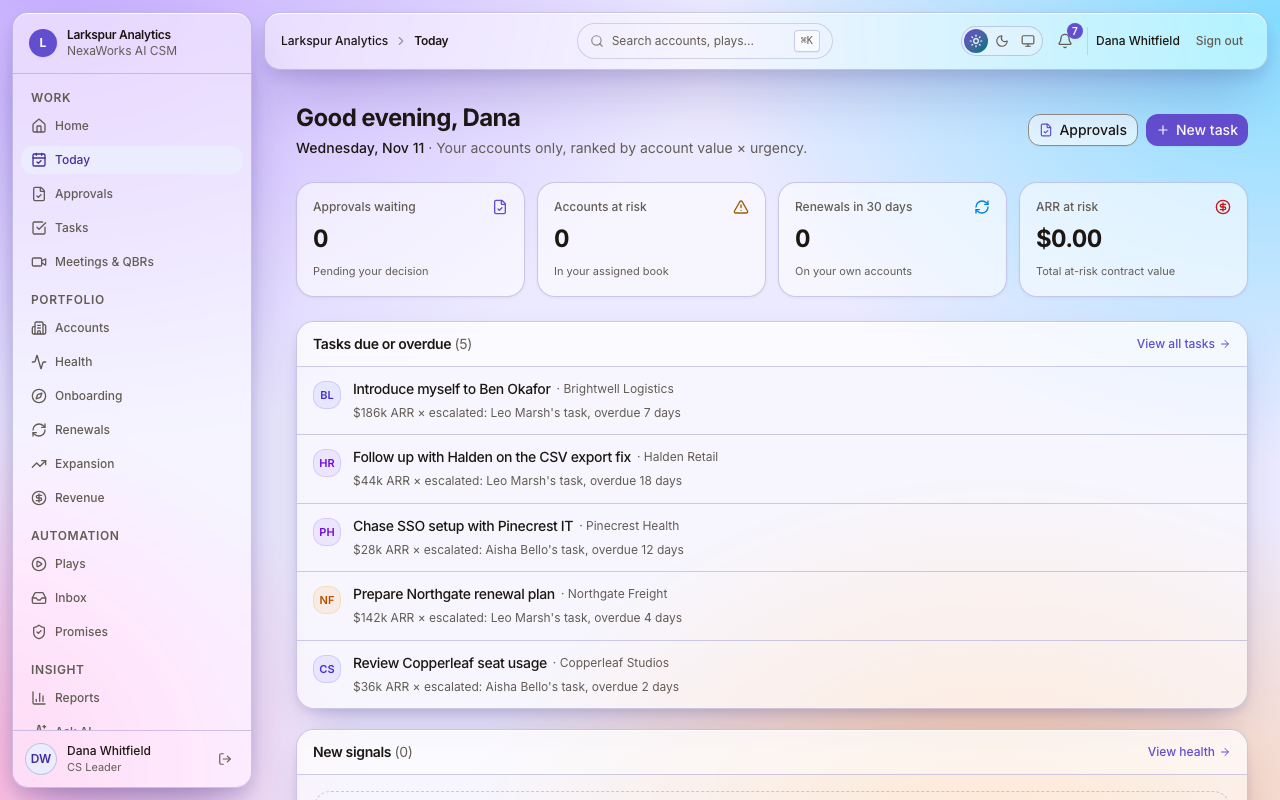 L
Larkspur Analytics
NexaWorks AI CSM
WORK
Home
Today
Approvals
Tasks
Meetings & QBRs
PORTFOLIO
Accounts
Health
Onboarding
Renewals
Expansion
Revenue
AUTOMATION
Plays
Inbox
Promises
INSIGHT
Reports
Ask AI
DW
Dana Whitfield
CS Leader
Larkspur Analytics > Today
Search accounts, plays... ⌘K
7
Dana Whitfield Sign out
Good evening, Dana
Wednesday, Nov 11 · Your accounts only, ranked by account value × urgency.
Approvals
New task
Approvals waiting
0
Pending your decision
Accounts at risk
0
In your assigned book
Renewals in 30 days
0
On your own accounts
ARR at risk
$0.00
Total at-risk contract value
Tasks due or overdue (5)
View all tasks →
BL
Introduce myself to Ben Okafor · Brightwell Logistics
$186k ARR × escalated: Leo Marsh's task, overdue 7 days
HR
Follow up with Halden on the CSV export fix · Halden Retail
$44k ARR × escalated: Leo Marsh's task, overdue 18 days
PH
Chase SSO setup with Pinecrest IT · Pinecrest Health
$28k ARR × escalated: Aisha Bello's task, overdue 12 days
NF
Prepare Northgate renewal plan · Northgate Freight
$142k ARR × escalated: Leo Marsh's task, overdue 4 days
CS
Review Copperleaf seat usage · Copperleaf Studios
$36k ARR × escalated: Aisha Bello's task, overdue 2 days
New signals (0)
View health →